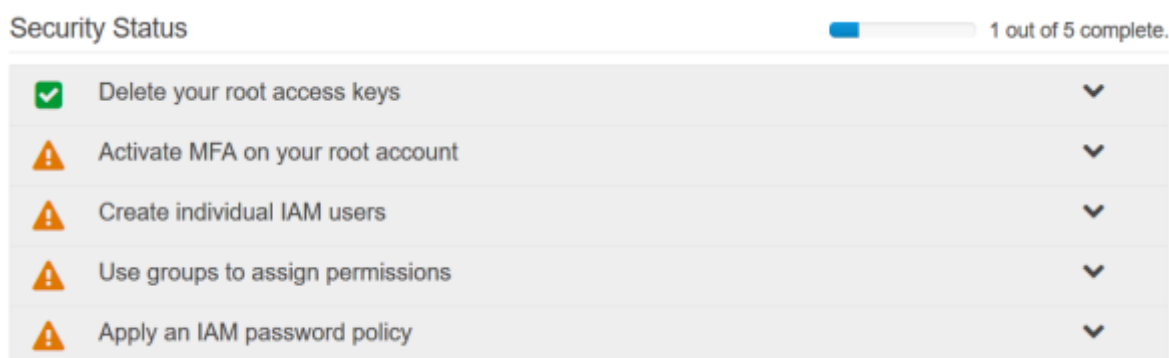 Security Status
1 out of 5 complete.
Delete your root access keys
Activate MFA on your root account
Create individual IAM users
Use groups to assign permissions
Apply an IAM password policy